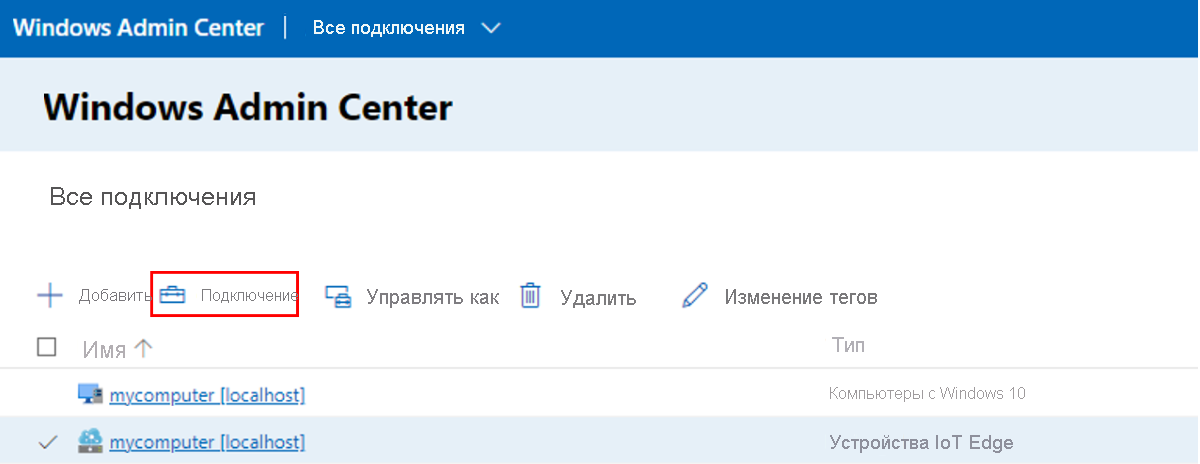 Windows Admin Center | Все подключения
Windows Admin Center
Все подключения
Добавить Подключение Управлять как Удалить Изменение тегов
Имя Тип
mycomputer [localhost] Компьютеры с Windows 10
mycomputer [localhost] Устройства IoT Edge